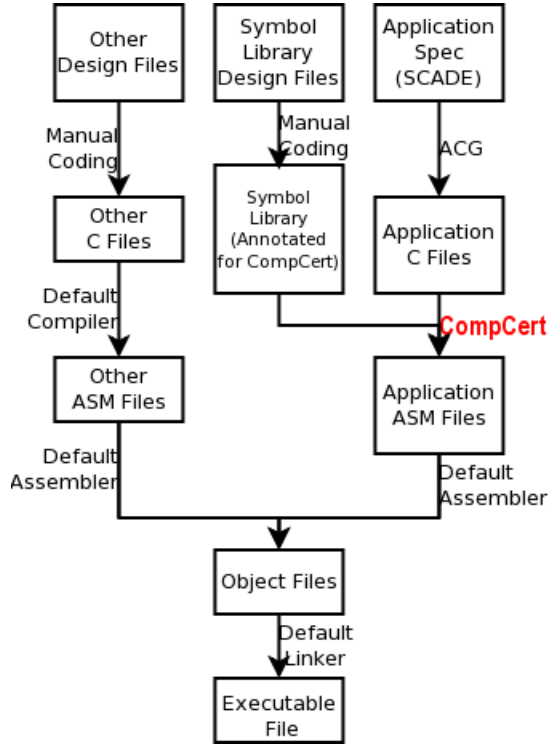 Other
Design Files
Symbol
Library
Design Files
Application
Spec
(SCADE)
Manual
Coding
Manual
Coding
ACG
Other
C Files
Symbol
Library
(Annotated
for CompCert)
Application
C Files
Default
Compiler
CompCert
Other
ASM Files
Application
ASM Files
Default
Assembler
Default
Assembler
Object Files
Default
Linker
Executable
File